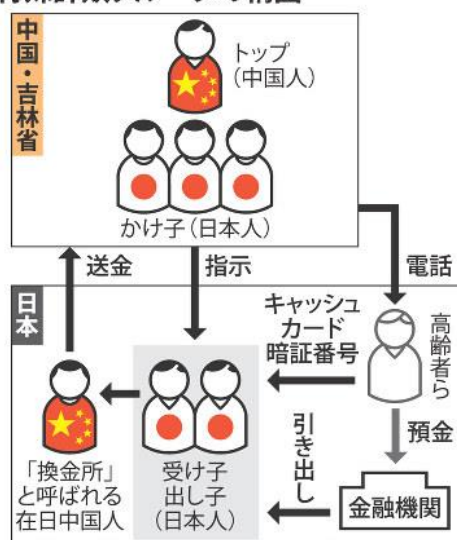 中国・吉林省
トップ
（中国人）
かけ子（日本人）
送金
指示
電話
日本
キャッシュ
カード
暗証番号
高齢者ら
引き出し
預金
「換金所」
と呼ばれる
在日中国人
受け子
出し子
（日本人）
金融機関